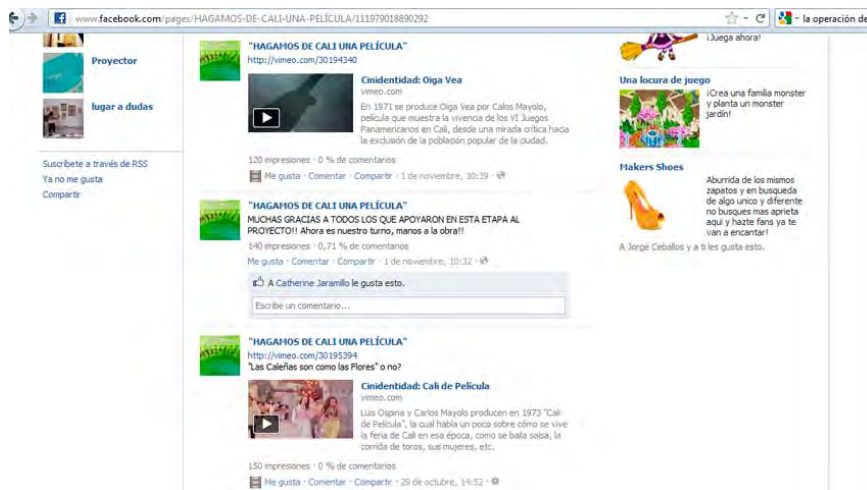 www.facebook.com/pages/HAGAMOS-DE-CALI-UNA-PELÍCULA/111979018890292
la operación de
Proyector
lugar a dudas
Suscríbete a través de RSS
Ya no me gusta
Compartir
"HAGAMOS DE CALI UNA PELÍCULA"
http://vimeo.com/30194340
Cinidentidad: Oiga Vea
vimeo.com
En 1971 se produce Oiga Vea por Calos Mayolo,
película que muestra la vivencia de los VI Juegos
Panamericanos en Cali, desde una mirada crítica hacia
la exclusión de la población popular de la ciudad.
120 impresiones · 0 % de comentarios
Me gusta · Comentar · Compartir · 1 de noviembre, 10:39 ·
"HAGAMOS DE CALI UNA PELÍCULA"
MUCHAS GRACIAS A TODOS LOS QUE APOYARON EN ESTA ETAPA AL
PROYECTO!! Ahora es nuestro turno, manos a la obra!!
140 impresiones · 0,71 % de comentarios
Me gusta · Comentar · Compartir · 1 de noviembre, 10:32 ·
A Catherine Jaramillo le gusta esto.
Escribe un comentario...
"HAGAMOS DE CALI UNA PELÍCULA"
http://vimeo.com/30195394
"Las Caleñas son como las Flores" o no?
Cinidentidad: Cali de Película
vimeo.com
Luis Ospina y Carlos Mayolo producen en 1973 "Cali
de Película", la cual habla un poco sobre cómo se vive
la feria de Cali en esa época, como se baila salsa, la
corrida de toros, sus mujeres, etc.
150 impresiones · 0 % de comentarios
Me gusta · Comentar · Compartir · 29 de octubre, 14:52 ·
¡Juega ahora!
Una locura de juego
¡Crea una familia monster
y planta un monster
jardín!
Makers Shoes
Aburrida de los mismos
zapatos y en busqueda
de algo unico y diferente
no busques mas aprieta
aqui y hazte fans ya te
van a encantar!
A Jorge Ceballos y a ti les gusta esto.